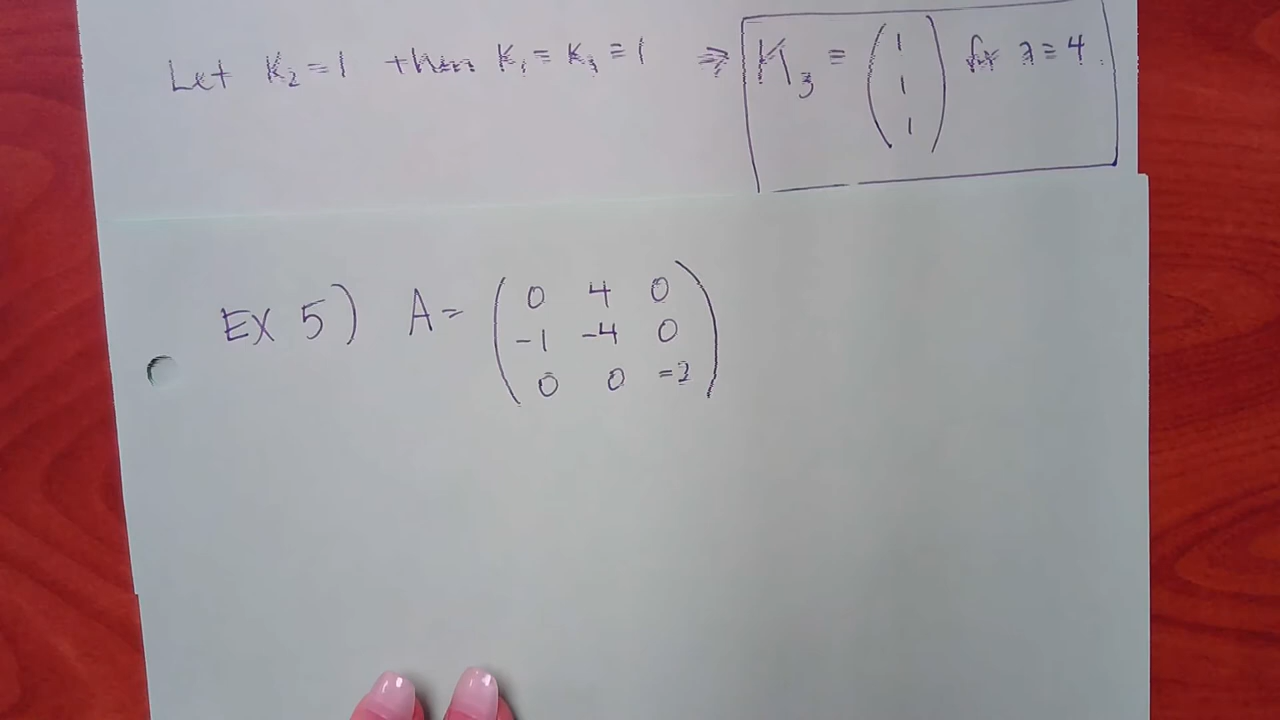 Let K₂ = 1 then K₁ = K₃ = 1 ⇒ K₃ = ( 1 1 1 ) for λ = 4.
EX 5) A = ( 0 4 0
-1 -4 0
0 0 -2 )